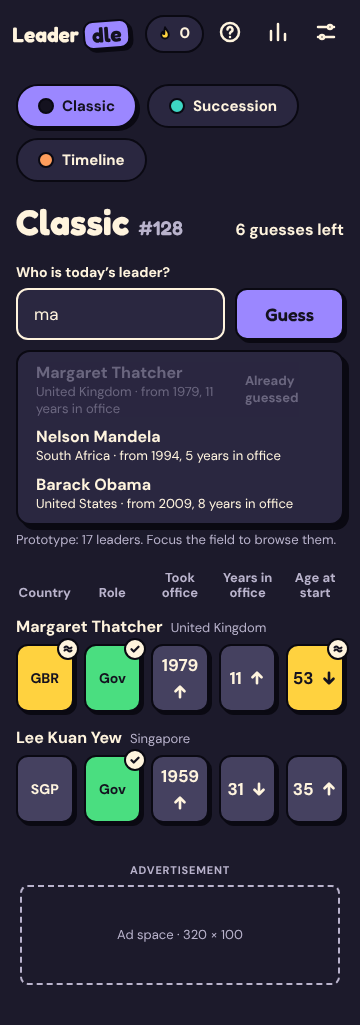 Leader dle 0
Classic
Succession
Timeline
Classic #128
6 guesses left
Who is today's leader?
ma
Guess
Margaret Thatcher
United Kingdom · from 1979, 11
years in office
Already
guessed
Nelson Mandela
South Africa · from 1994, 5 years in office
Barack Obama
United States · from 2009, 8 years in office
Prototype: 17 leaders. Focus the field to browse them.
Country
Role
Took
office
Years in
office
Age at
start
Margaret Thatcher United Kingdom
GBR
Gov
1979
↑
11 ↑
53 ↓
Lee Kuan Yew Singapore
SGP
Gov
1959
↑
31 ↓
35 ↑
ADVERTISEMENT
Ad space · 320 × 100